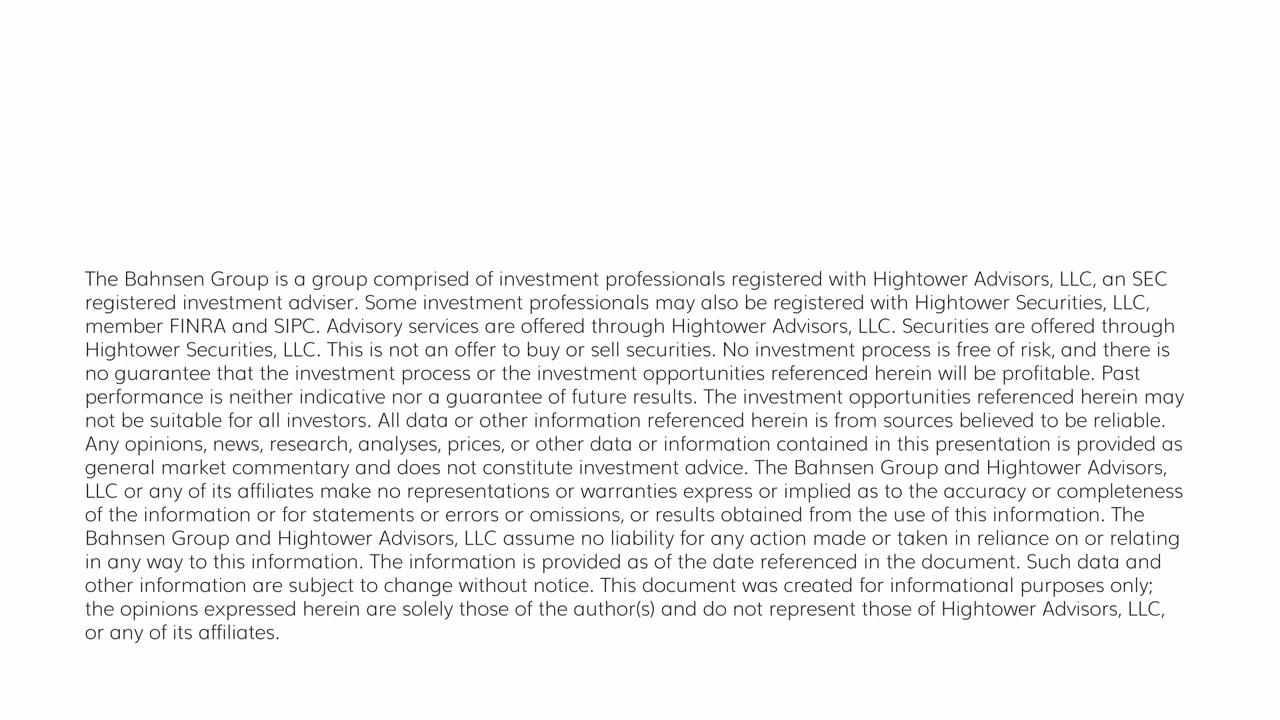 The Bahnsen Group is a group comprised of investment professionals registered with Hightower Advisors, LLC, an SEC
registered investment adviser. Some investment professionals may also be registered with Hightower Securities, LLC,
member FINRA and SIPC. Advisory services are offered through Hightower Advisors, LLC. Securities are offered through
Hightower Securities, LLC. This is not an offer to buy or sell securities. No investment process is free of risk, and there is
no guarantee that the investment process or the investment opportunities referenced herein will be profitable. Past
performance is neither indicative nor a guarantee of future results. The investment opportunities referenced herein may
not be suitable for all investors. All data or other information referenced herein is from sources believed to be reliable.
Any opinions, news, research, analyses, prices, or other data or information contained in this presentation is provided as
general market commentary and does not constitute investment advice. The Bahnsen Group and Hightower Advisors,
LLC or any of its affiliates make no representations or warranties express or implied as to the accuracy or completeness
of the information or for statements or errors or omissions, or results obtained from the use of this information. The
Bahnsen Group and Hightower Advisors, LLC assume no liability for any action made or taken in reliance on or relating
in any way to this information. The information is provided as of the date referenced in the document. Such data and
other information are subject to change without notice. This document was created for informational purposes only;
the opinions expressed herein are solely those of the author(s) and do not represent those of Hightower Advisors, LLC,
or any of its affiliates.